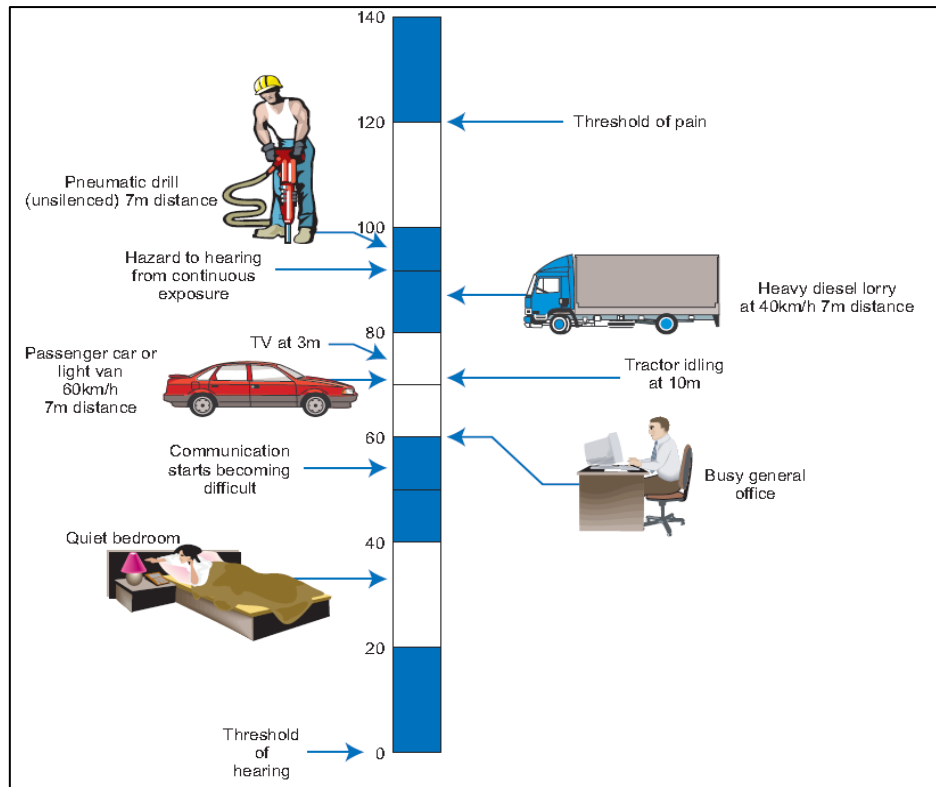 140
120
Threshold of pain
Pneumatic drill
(unsilenced) 7m distance
100
Hazard to hearing
from continuous
exposure
Heavy diesel lorry
at 40km/h 7m distance
80
TV at 3m
Passenger car or
light van
60km/h
7m distance
Tractor idling
at 10m
60
Communication
starts becoming
difficult
Busy general
office
Quiet bedroom
40
20
Threshold
of
hearing
0